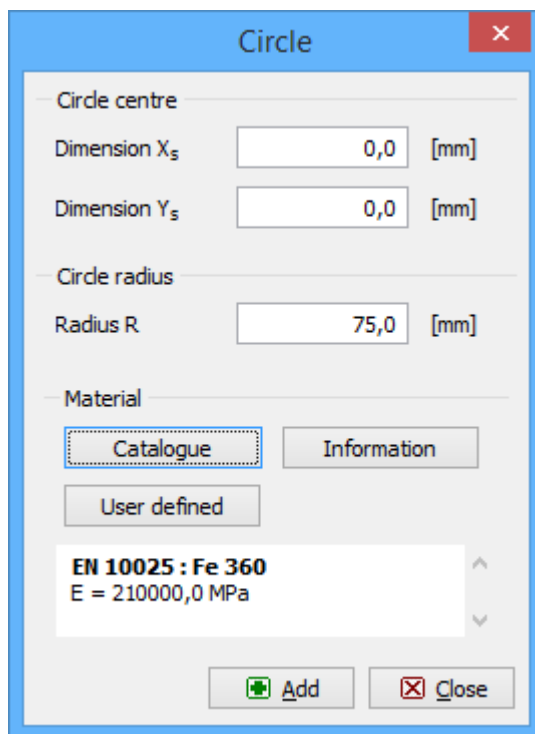 Circle
Circle centre
Dimension Xs 0,0 [mm]
Dimension Ys 0,0 [mm]
Circle radius
Radius R 75,0 [mm]
Material
Catalogue Information
User defined
EN 10025 : Fe 360
E = 210000,0 MPa
Add Close